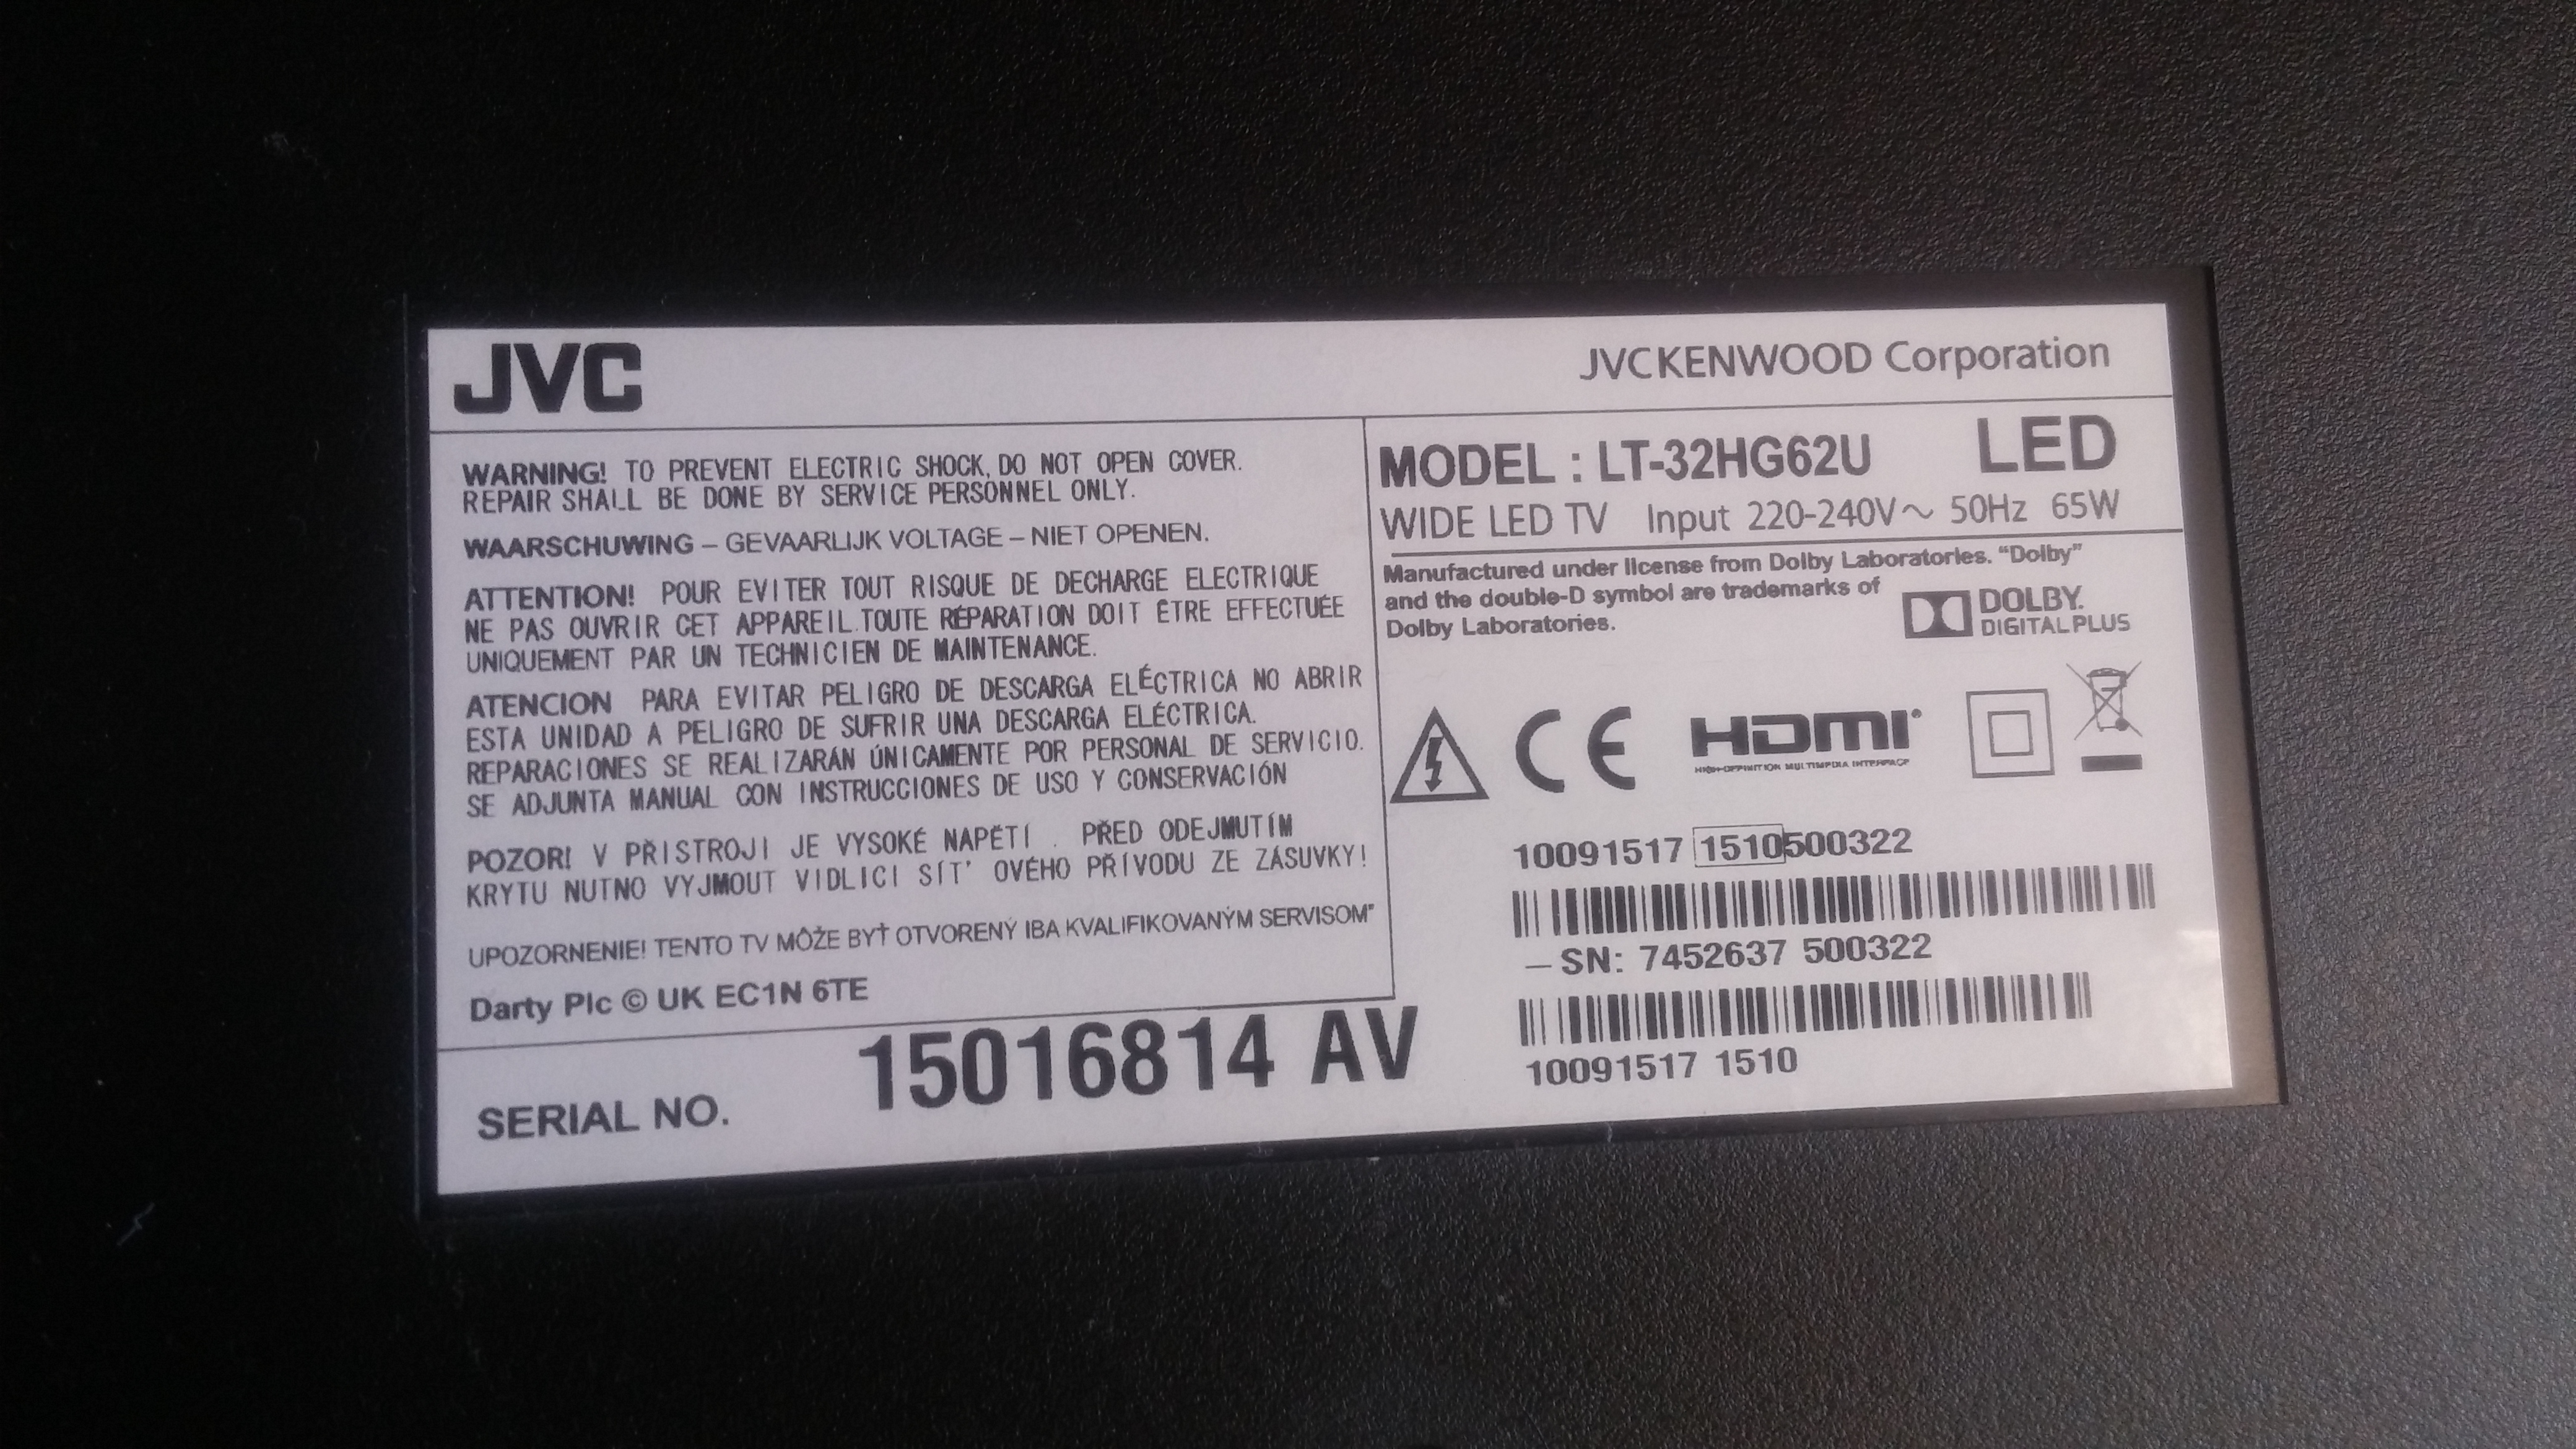 JVC
JVCKENWOOD Corporation
WARNING! TO PREVENT ELECTRIC SHOCK, DO NOT OPEN COVER.
REPAIR SHALL BE DONE BY SERVICE PERSONNEL ONLY.
WAARSCHUWING – GEVAARLIJK VOLTAGE – NIET OPENEN.
ATTENTION! POUR EVITER TOUT RISQUE DE DECHARGE ELECTRIQUE
NE PAS OUVRIR CET APPAREIL.TOUTE RÉPARATION DOIT ÊTRE EFFECTUÉE
UNIQUEMENT PAR UN TECHNICIEN DE MAINTENANCE.
ATENCION PARA EVITAR PELIGRO DE DESCARGA ELÉCTRICA NO ABRIR
ESTA UNIDAD A PELIGRO DE SUFRIR UNA DESCARGA ELÉCTRICA.
REPARACIONES SE REALIZARÁN ÚNICAMENTE POR PERSONAL DE SERVICIO.
SE ADJUNTA MANUAL CON INSTRUCCIONES DE USO Y CONSERVACIÓN
POZOR! V PŘISTROJI JE VYSOKÉ NAPĚTÍ . PŘED ODEJMUTÍM
KRYTU NUTNO VYJMOUT VIDLICI SÍT' OVÉHO PŘÍVODU ZE ZÁSUVKY!
UPOZORNENIE! TENTO TV MÔŽE BYŤ OTVORENÝ IBA KVALIFIKOVANÝM SERVISOM"
Darty Plc © UK EC1N 6TE
SERIAL NO. 15016814 AV
MODEL : LT-32HG62U LED
WIDE LED TV Input 220-240V~ 50Hz 65W
Manufactured under license from Dolby Laboratories. “Dolby”
and the double-D symbol are trademarks of
Dolby Laboratories.
DOLBY.
DIGITAL PLUS
CE HDMI
HIGH-DEFINITION MULTIMEDIA INTERFACE
10091517 1510500322
– SN: 7452637 500322
10091517 1510